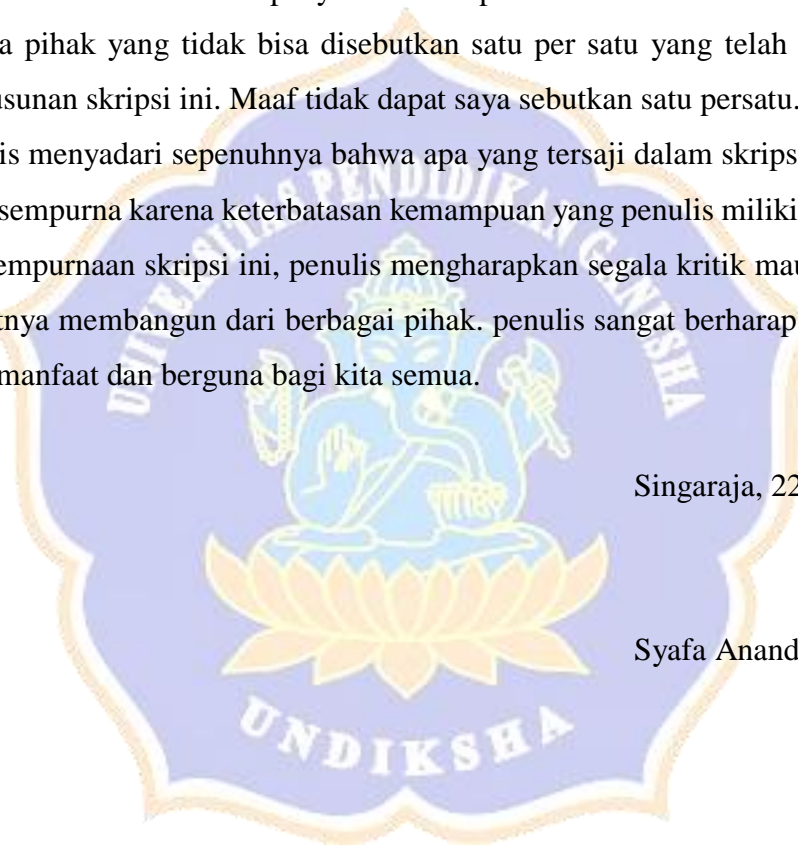 a pihak yang tidak bisa disebutkan satu per satu yang telah
usunan skripsi ini. Maaf tidak dapat saya sebutkan satu persatu.
is menyadari sepenuhnya bahwa apa yang tersaji dalam skrips
sempurna karena keterbatasan kemampuan yang penulis miliki
empurnaan skripsi ini, penulis mengharapkan segala kritik mau
tnya membangun dari berbagai pihak. penulis sangat berharap
manfaat dan berguna bagi kita semua.
Singaraja, 22
Syafa Anand
UNIVERSITAS PENDIDIKAN GANESHA
UNDIKSHA